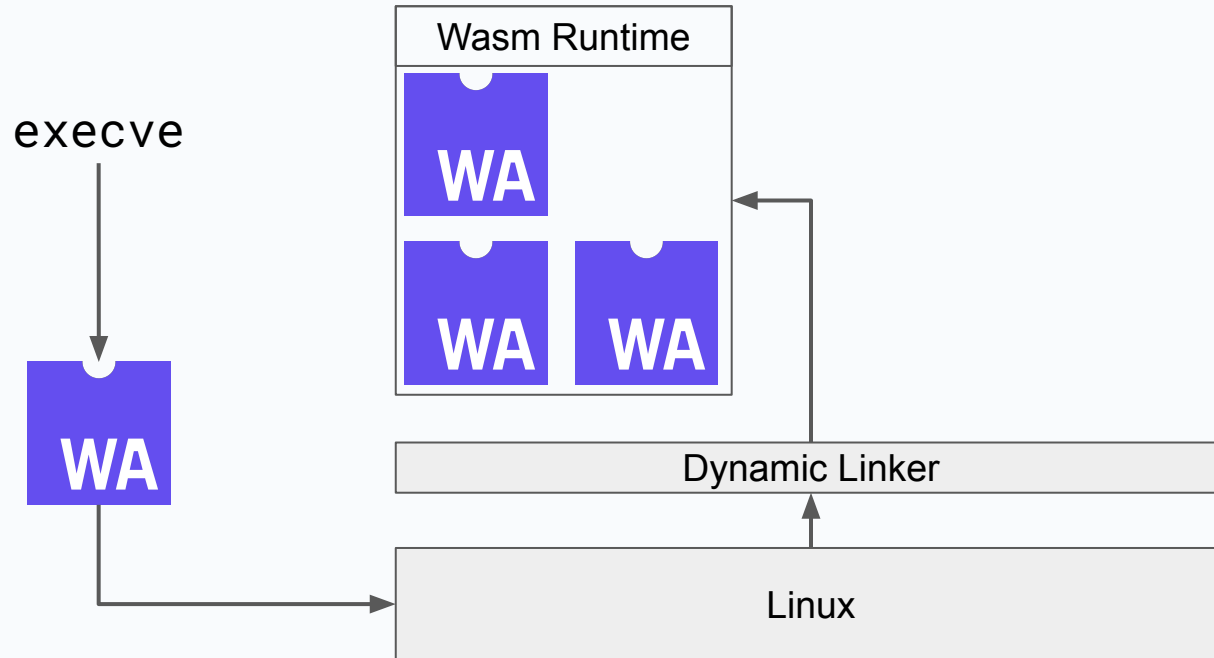 Wasm Runtime
execve
WA
WA
WA
WA
Dynamic Linker
Linux